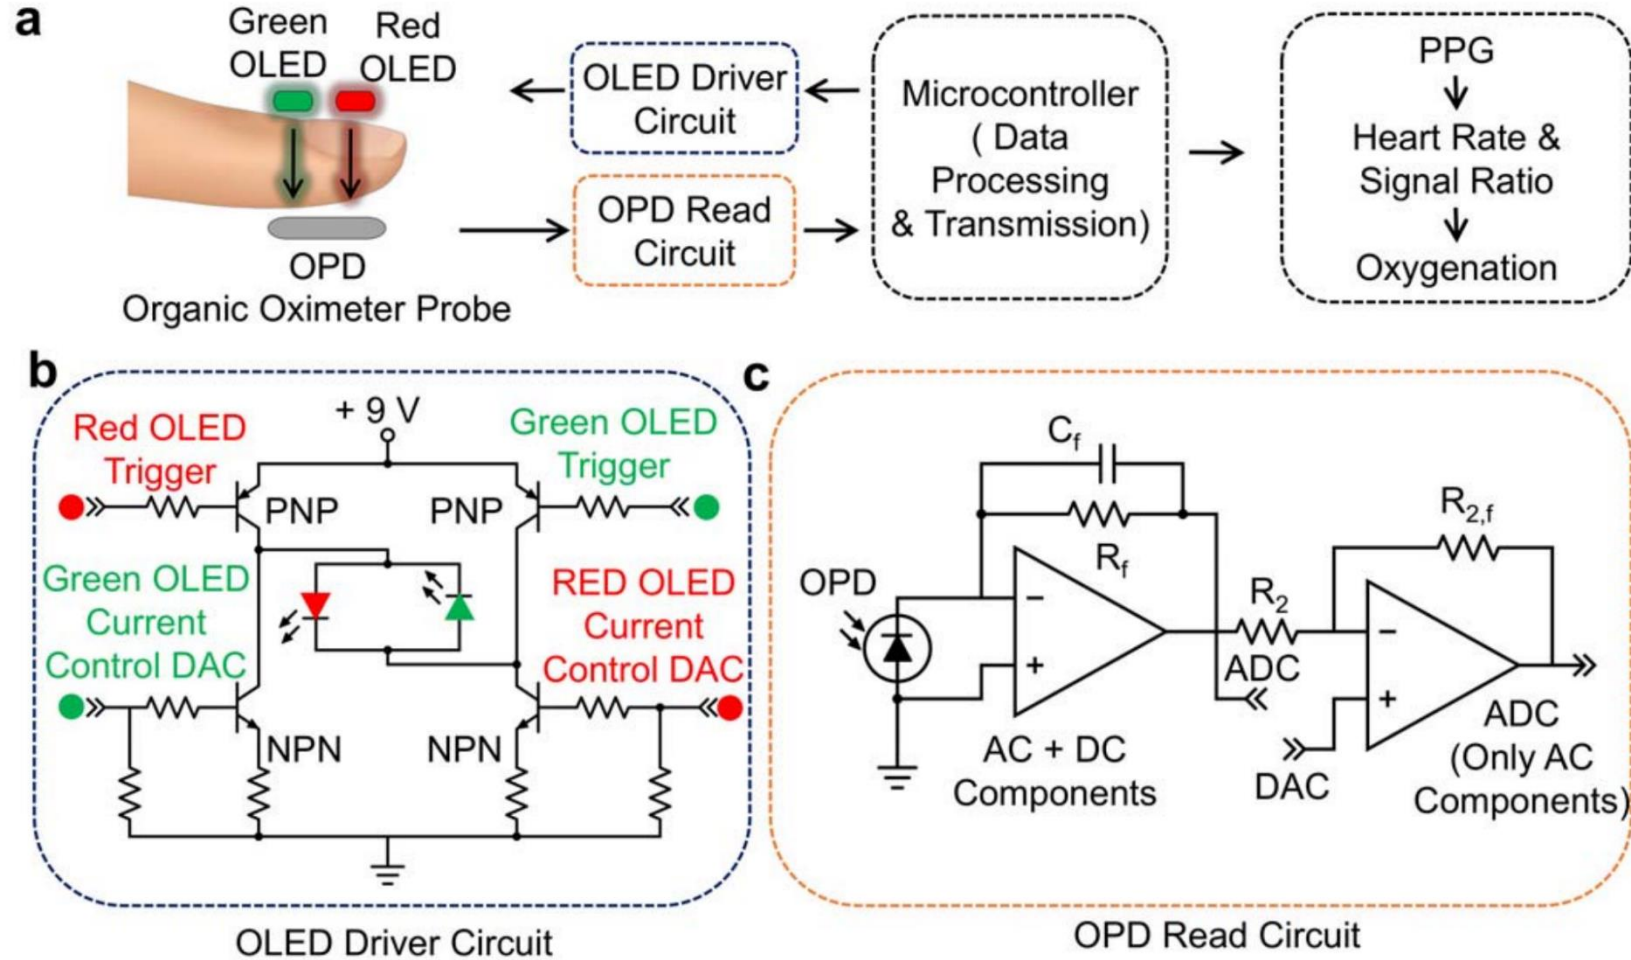 a
Green
OLED
Red
OLED
OPD
Organic Oximeter Probe
OLED Driver
Circuit
OPD Read
Circuit
Microcontroller
( Data
Processing
& Transmission)
PPG
Heart Rate &
Signal Ratio
Oxygenation
b
+ 9 V
Red OLED
Trigger
Green OLED
Trigger
PNP
PNP
Green OLED
Current
Control DAC
RED OLED
Current
Control DAC
NPN
NPN
OLED Driver Circuit
c
Cf
Rf
OPD
−
+
AC + DC
Components
R2
ADC
R2,f
−
+
DAC
ADC
(Only AC
Components)
OPD Read Circuit